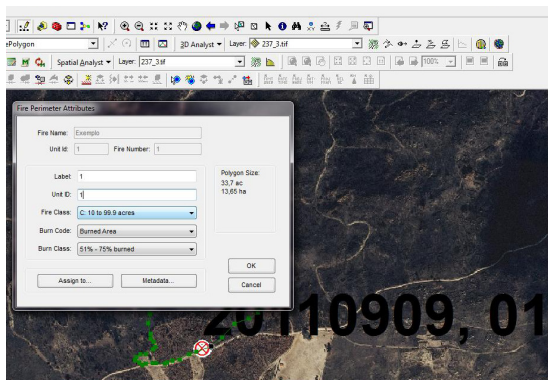 ePolygon
3D Analyst
Layer:
237_3.tif
Spatial Analyst
Layer:
237_3.tif
100%
Fire Perimeter Attributes
Fire Name: Exemplo
Unit Id: 1 Fire Number: 1
Label: 1
Unit ID: 1
Fire Class: C: 10 to 99.9 acres
Burn Code: Burned Area
Burn Class: 51% - 75% burned
Polygon Size:
33,7 ac
13,65 ha
Assign to...
Metadata...
OK
Cancel
20110909, 01